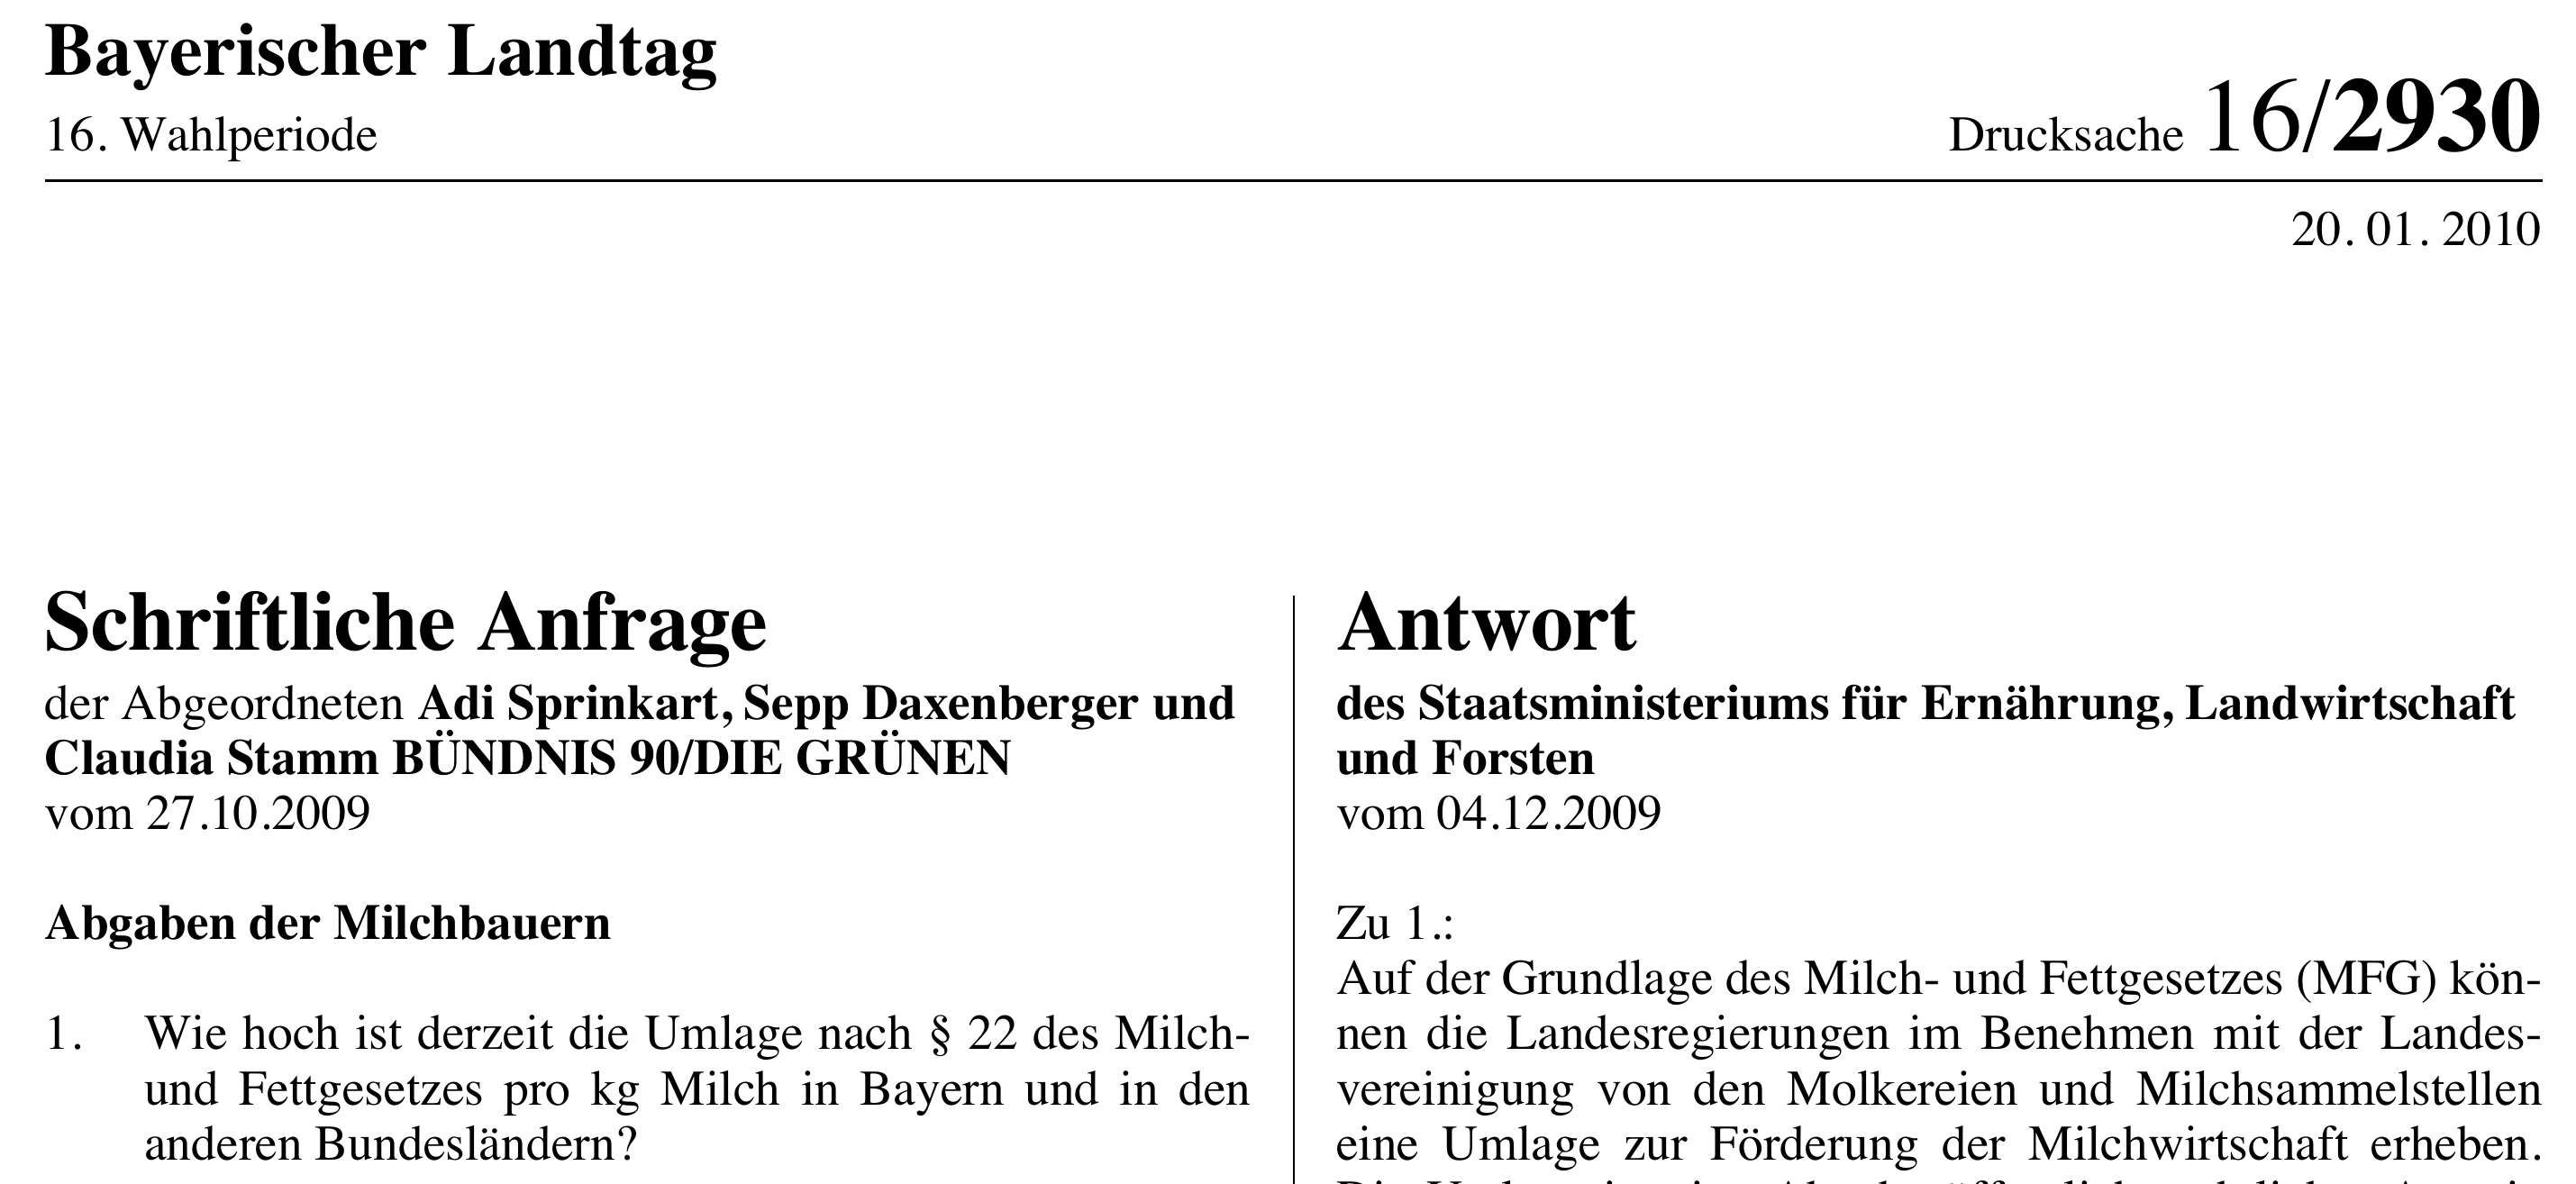 Bayerischer Landtag
16. Wahlperiode
Drucksache 16/2930
20. 01. 2010
Schriftliche Anfrage
der Abgeordneten Adi Sprinkart, Sepp Daxenberger und
Claudia Stamm BÜNDNIS 90/DIE GRÜNEN
vom 27.10.2009
Abgaben der Milchbauern
1. Wie hoch ist derzeit die Umlage nach § 22 des Milch-
und Fettgesetzes pro kg Milch in Bayern und in den
anderen Bundesländern?
Antwort
des Staatsministeriums für Ernährung, Landwirtschaft
und Forsten
vom 04.12.2009
Zu 1.:
Auf der Grundlage des Milch- und Fettgesetzes (MFG) kön-
nen die Landesregierungen im Benehmen mit der Landes-
vereinigung von den Molkereien und Milchsammelstellen
eine Umlage zur Förderung der Milchwirtschaft erheben.